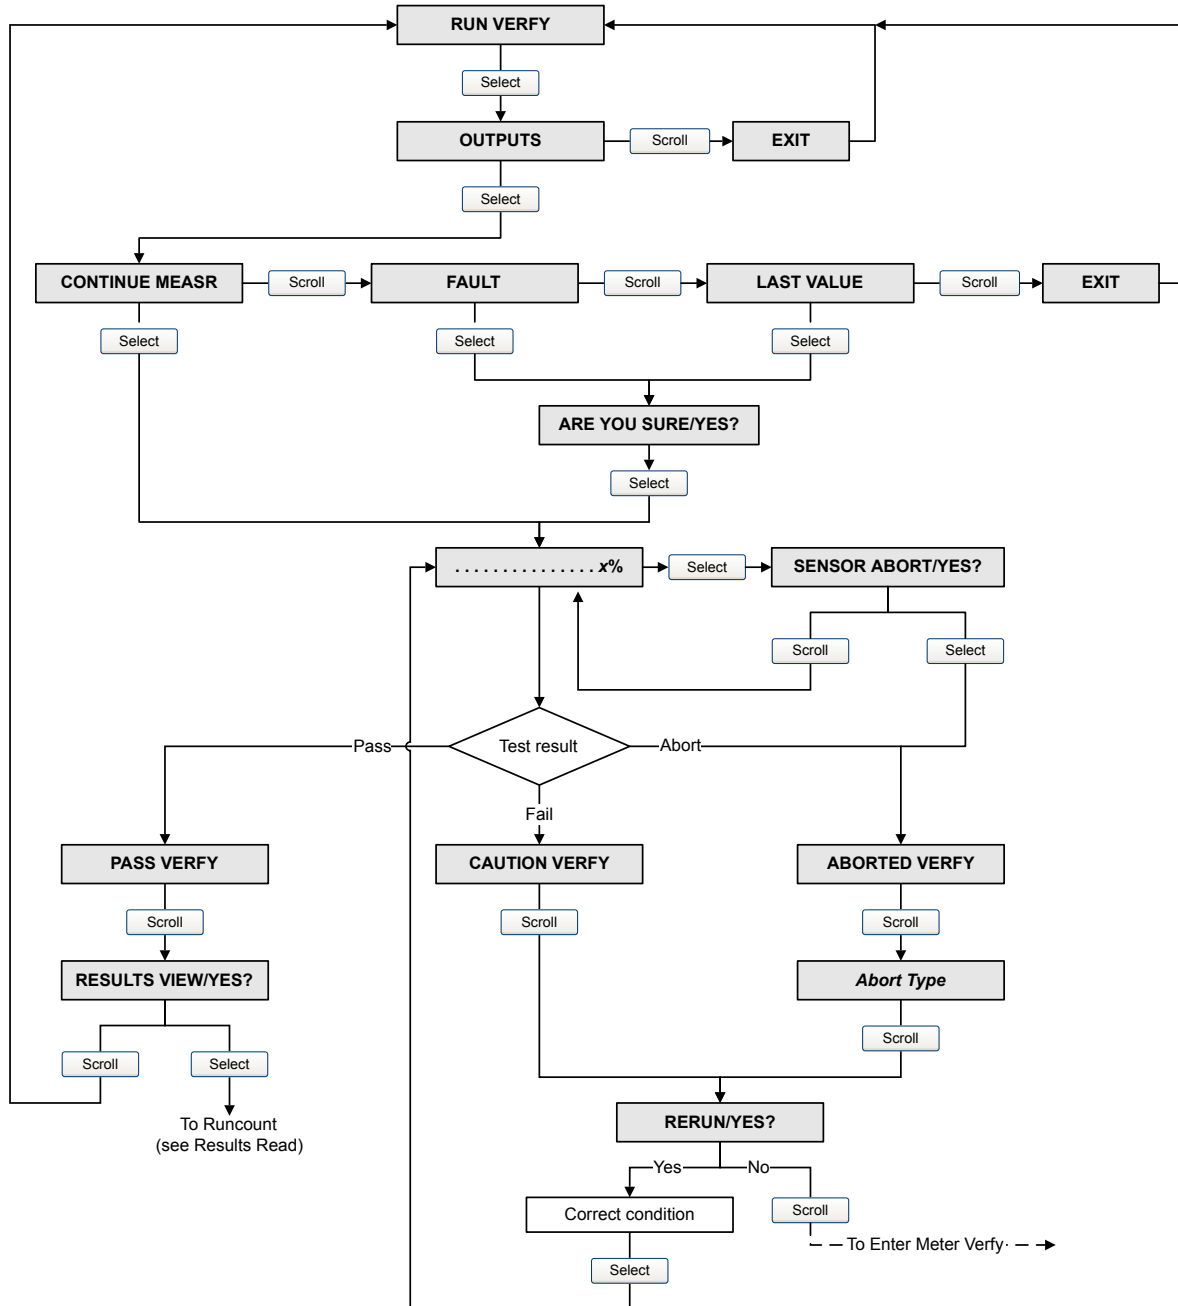 RUN VERFY
Select
OUTPUTS
Scroll
EXIT
Select
CONTINUE MEASR
Scroll
FAULT
Scroll
LAST VALUE
Scroll
EXIT
Select
Select
Select
ARE YOU SURE/YES?
Select
. . . . . . . . . . . . . . . x%
Select
SENSOR ABORT/YES?
Scroll
Select
Pass
Test result
Abort
Fail
PASS VERFY
CAUTION VERFY
ABORTED VERFY
Scroll
Scroll
Scroll
RESULTS VIEW/YES?
Abort Type
Scroll
Select
Scroll
To Runcount
(see Results Read)
RERUN/YES?
Yes
No
Correct condition
Scroll
To Enter Meter Verfy
Select